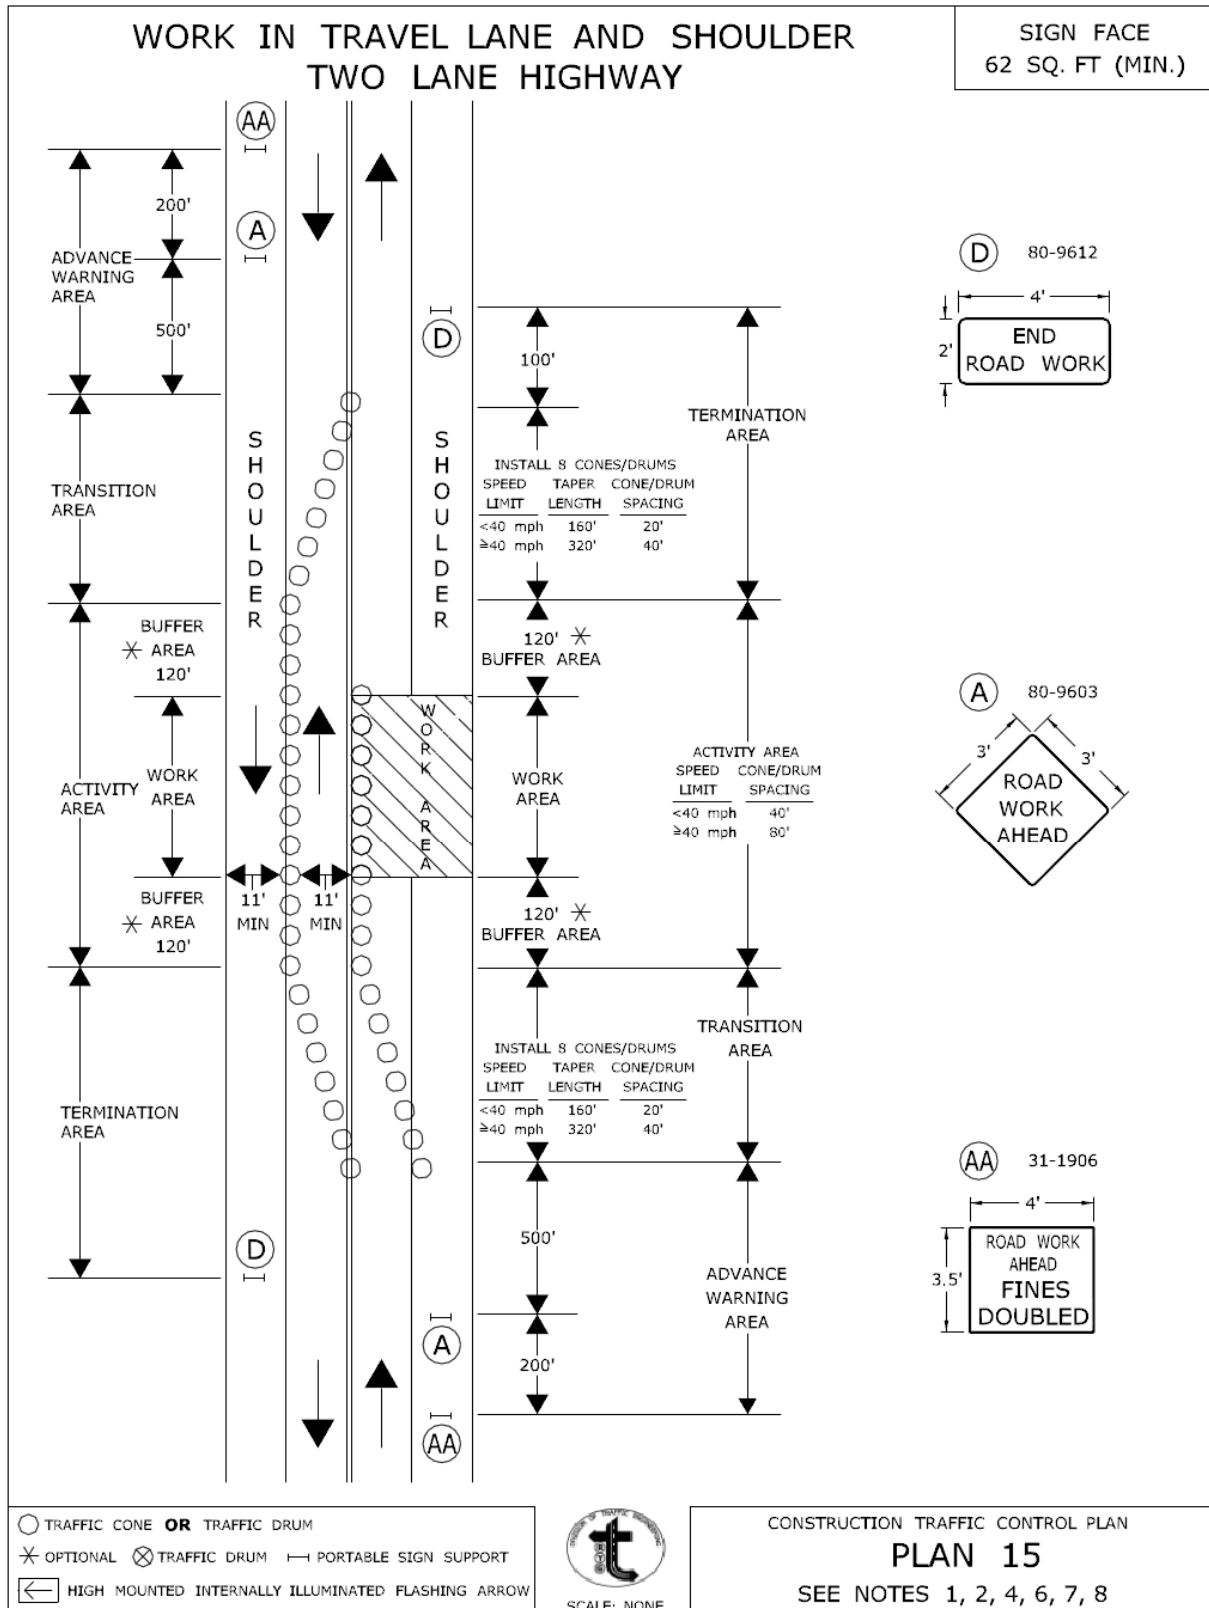 WORK IN TRAVEL LANE AND SHOULDER
TWO LANE HIGHWAY
SIGN FACE
62 SQ. FT (MIN.)
AA
200'
A
ADVANCE
WARNING
AREA
500'
D
100'
TERMINATION
AREA
SHOULDER
SHOULDER
TRANSITION
AREA
INSTALL 8 CONES/DRUMS
SPEED TAPER CONE/DRUM
LIMIT LENGTH SPACING
<40 mph 160' 20'
≥40 mph 320' 40'
BUFFER
AREA
120'
120'
BUFFER AREA
WORK AREA
ACTIVITY
AREA
WORK
AREA
WORK
AREA
ACTIVITY AREA
SPEED CONE/DRUM
LIMIT SPACING
<40 mph 40'
≥40 mph 80'
11'
MIN
11'
MIN
BUFFER
AREA
120'
120'
BUFFER AREA
TRANSITION
AREA
INSTALL 8 CONES/DRUMS
SPEED TAPER CONE/DRUM
LIMIT LENGTH SPACING
<40 mph 160' 20'
≥40 mph 320' 40'
TERMINATION
AREA
D
500'
ADVANCE
WARNING
AREA
A
200'
AA
D 80-9612
4'
2'
END
ROAD WORK
A 80-9603
3'
3'
ROAD
WORK
AHEAD
AA 31-1906
4'
3.5'
ROAD WORK
AHEAD
FINES
DOUBLED
TRAFFIC CONE OR TRAFFIC DRUM
OPTIONAL TRAFFIC DRUM PORTABLE SIGN SUPPORT
HIGH MOUNTED INTERNALLY ILLUMINATED FLASHING ARROW
DIVISION OF TRAFFIC ENGINEERING
SCALE: NONE
CONSTRUCTION TRAFFIC CONTROL PLAN
PLAN 15
SEE NOTES 1, 2, 4, 6, 7, 8